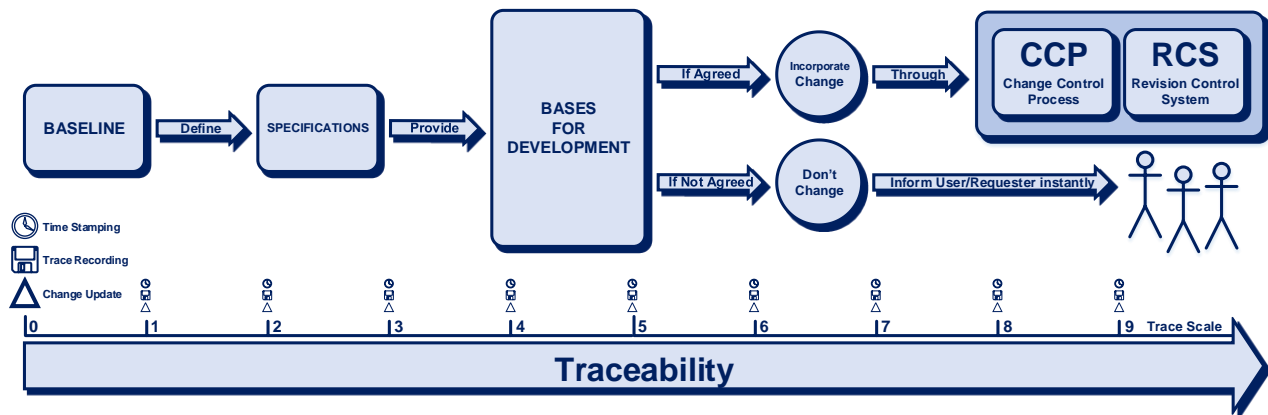 BASELINE
Define
SPECIFICATIONS
Provide
BASES
FOR
DEVELOPMENT
If Agreed
Incorporate
Change
Through
CCP
Change Control
Process
RCS
Revision Control
System
If Not Agreed
Don't
Change
Inform User/Requester instantly
Time Stamping
Trace Recording
Change Update
0 1 2 3 4 5 6 7 8 9 Trace Scale
Traceability